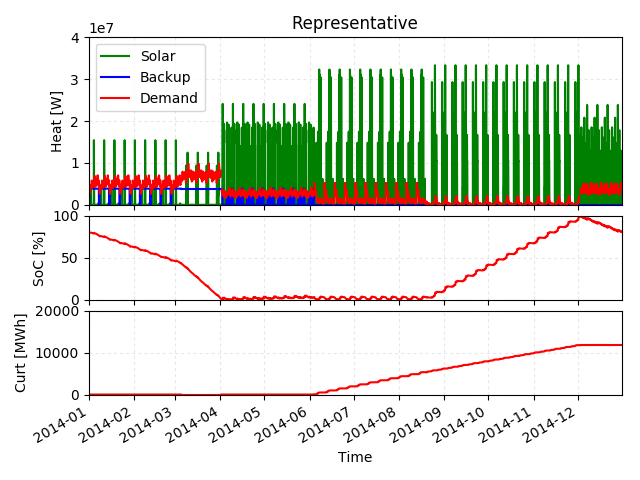 Representative
1e7
Solar
Backup
Demand
Heat [W]
4
3
2
1
0
SoC [%]
100
50
0
Curt [MWh]
20000
10000
0
2014-01
2014-02
2014-03
2014-04
2014-05
2014-06
2014-07
2014-08
2014-09
2014-10
2014-11
2014-12
Time